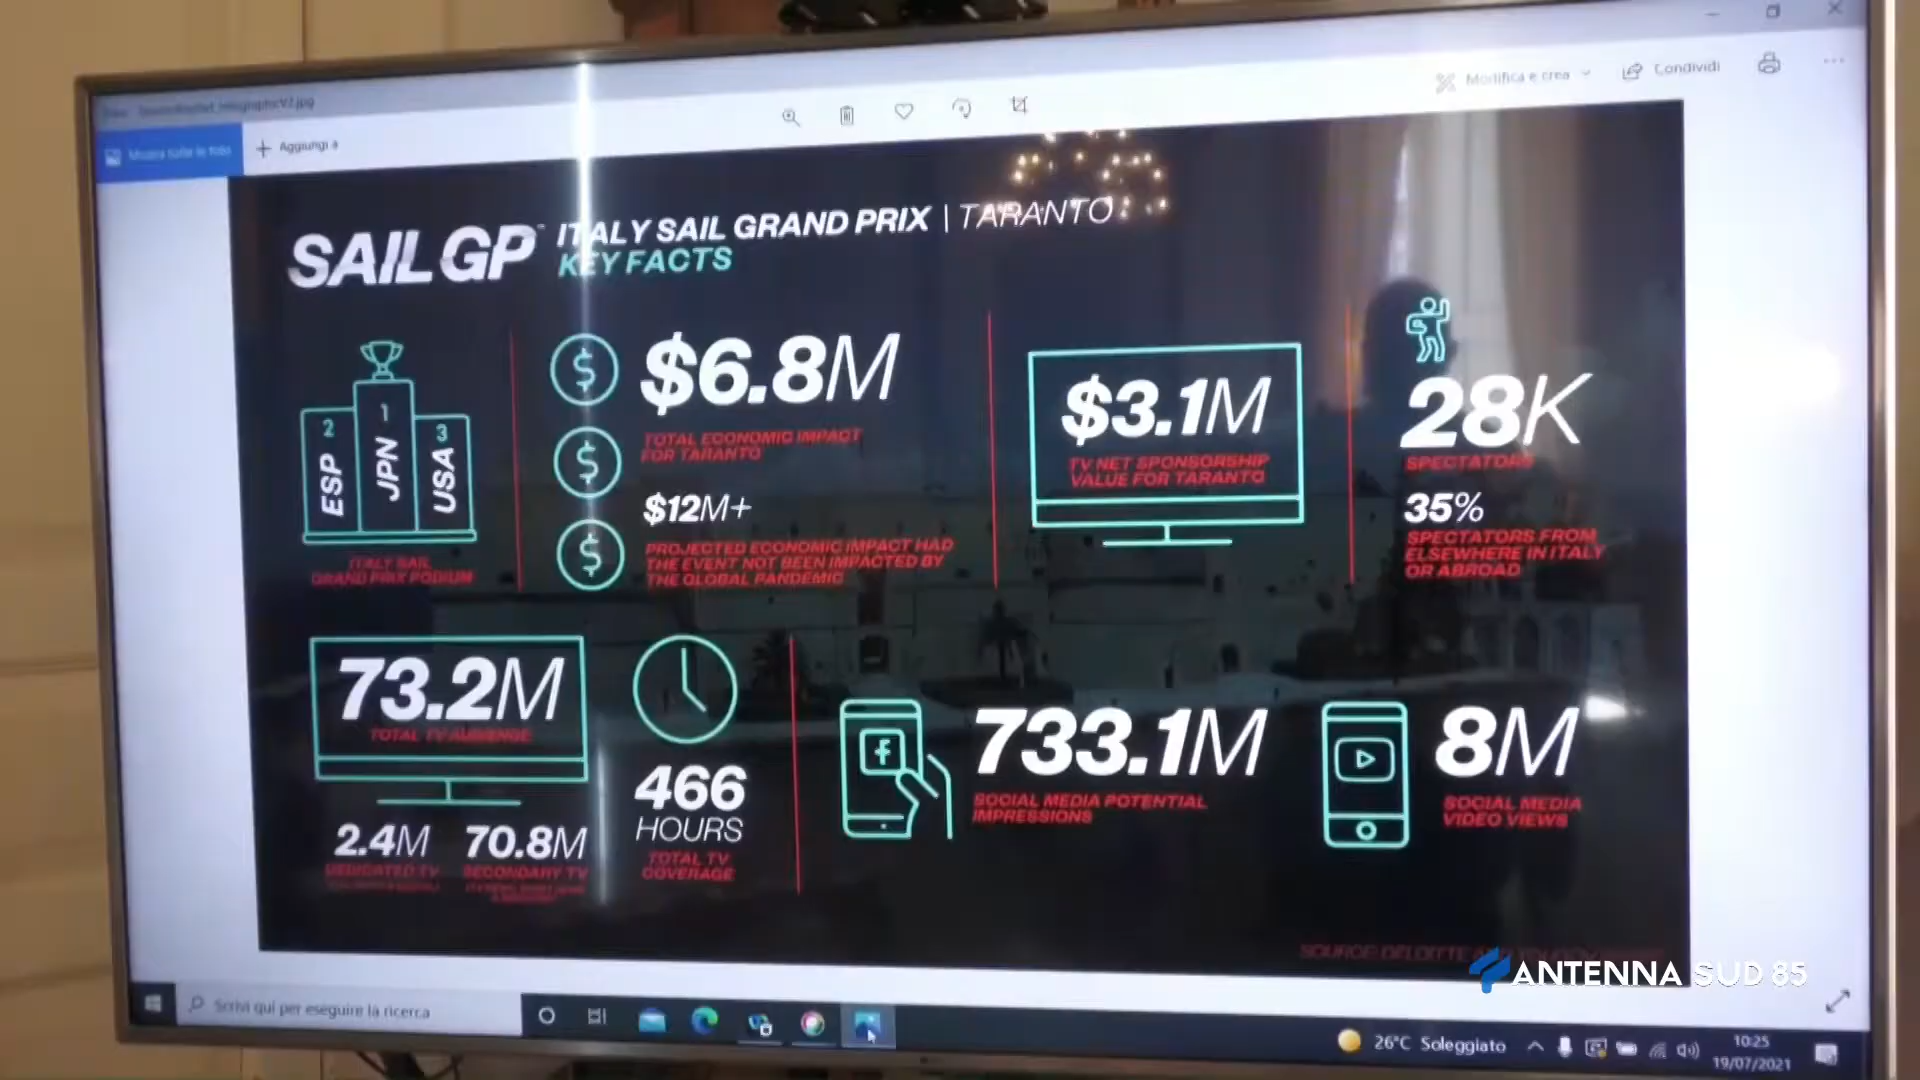 Aggiungi a
Modifica e crea
Condividi
SAIL GP
ITALY SAIL GRAND PRIX | TARANTO
KEY FACTS
2
ESP
1
JPN
3
USA
ITALY SAIL
GRAND PRIX PODIUM
$6.8M
TOTAL ECONOMIC IMPACT
FOR TARANTO
$12M+
PROJECTED ECONOMIC IMPACT HAD
THE EVENT NOT BEEN IMPACTED BY
THE GLOBAL PANDEMIC
$3.1M
TV NET SPONSORSHIP
VALUE FOR TARANTO
28K
SPECTATORS
35%
SPECTATORS FROM
ELSEWHERE IN ITALY
OR ABROAD
73.2M
TOTAL TV AUDIENCE
2.4M
DEDICATED TV
70.8M
SECONDARY TV
466
HOURS
TOTAL TV
COVERAGE
733.1M
SOCIAL MEDIA POTENTIAL
IMPRESSIONS
8M
SOCIAL MEDIA
VIDEO VIEWS
SOURCE: DELOITTE
ANTENNA SUD 85
Scrivi qui per eseguire la ricerca
26°C Soleggiato
10:25
19/07/2021